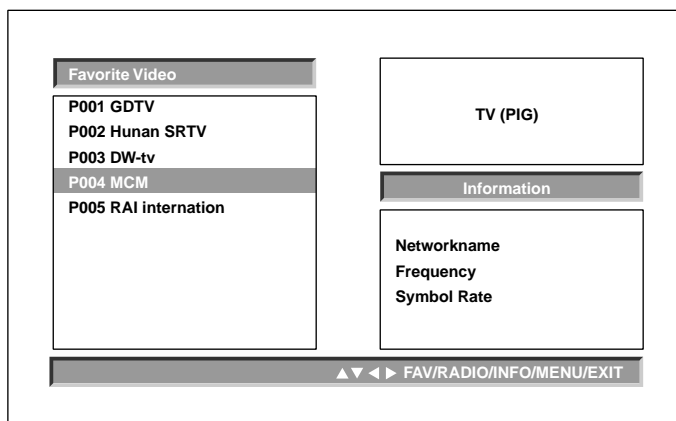 Favorite Video
P001 GDTV
P002 Hunan SRTV
P003 DW-tv
P004 MCM
P005 RAI internation
TV (PIG)
Information
Networkname
Frequency
Symbol Rate
▲▼◀▶ FAV/RADIO/INFO/MENU/EXIT